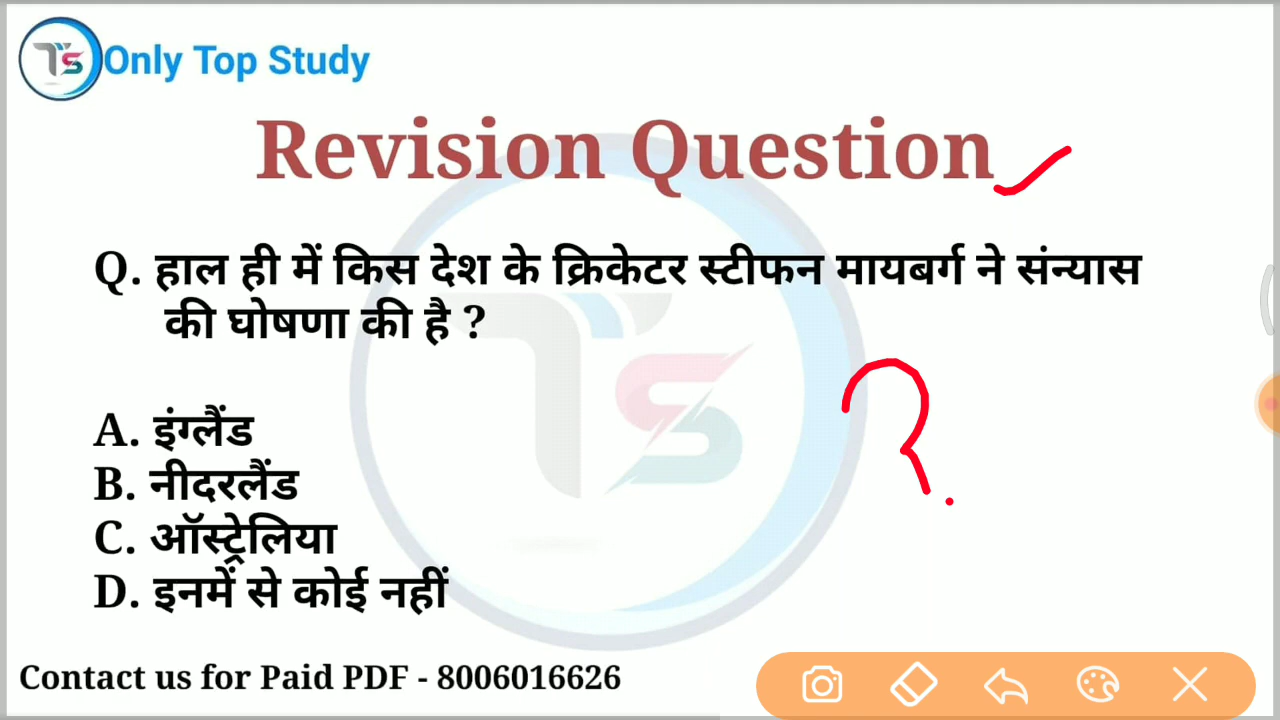 TS Only Top Study
Revision Question
Q. हाल ही में किस देश के क्रिकेटर स्टीफन मायबर्ग ने संन्यास
की घोषणा की है ?
?
A. इंग्लैंड
B. नीदरलैंड
C. ऑस्ट्रेलिया
D. इनमें से कोई नहीं
Contact us for Paid PDF - 8006016626